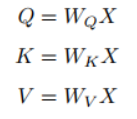 Q = W_Q X
K = W_K X
V = W_V X